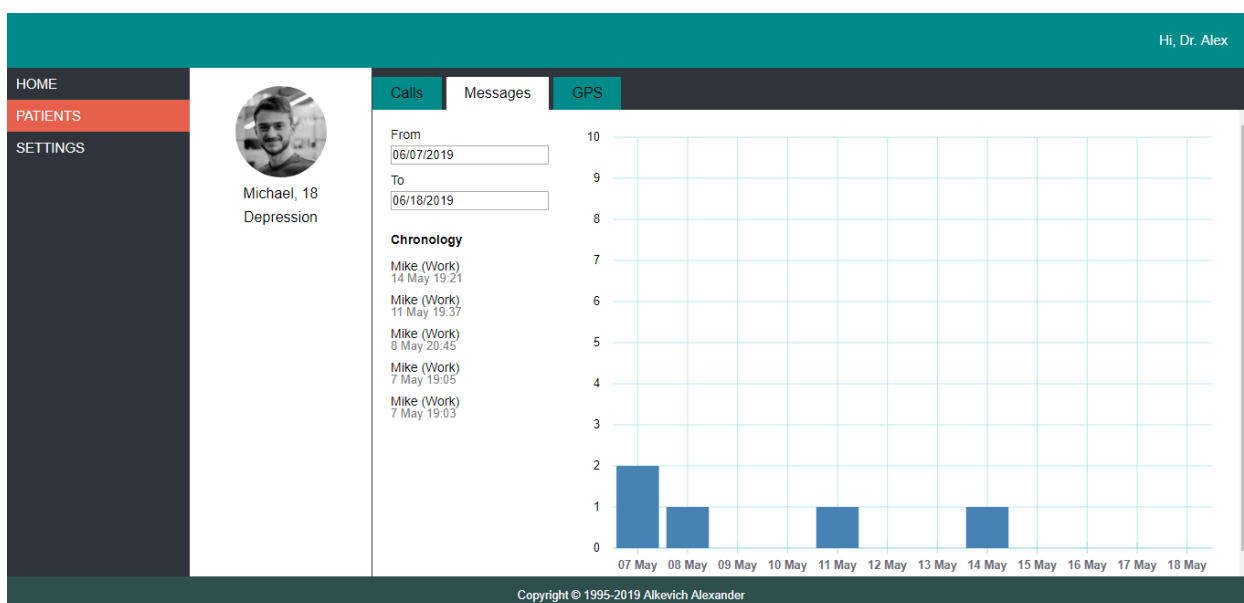 Hi, Dr. Alex
HOME
PATIENTS
SETTINGS
Michael, 18
Depression
Calls Messages GPS
From
06/07/2019
To
06/18/2019
Chronology
Mike (Work)
14 May 19:21
Mike (Work)
11 May 19:37
Mike (Work)
8 May 20:45
Mike (Work)
7 May 19:05
Mike (Work)
7 May 19:03
10
9
8
7
6
5
4
3
2
1
0
07 May 08 May 09 May 10 May 11 May 12 May 13 May 14 May 15 May 16 May 17 May 18 May
Copyright © 1995-2019 Alkevich Alexander